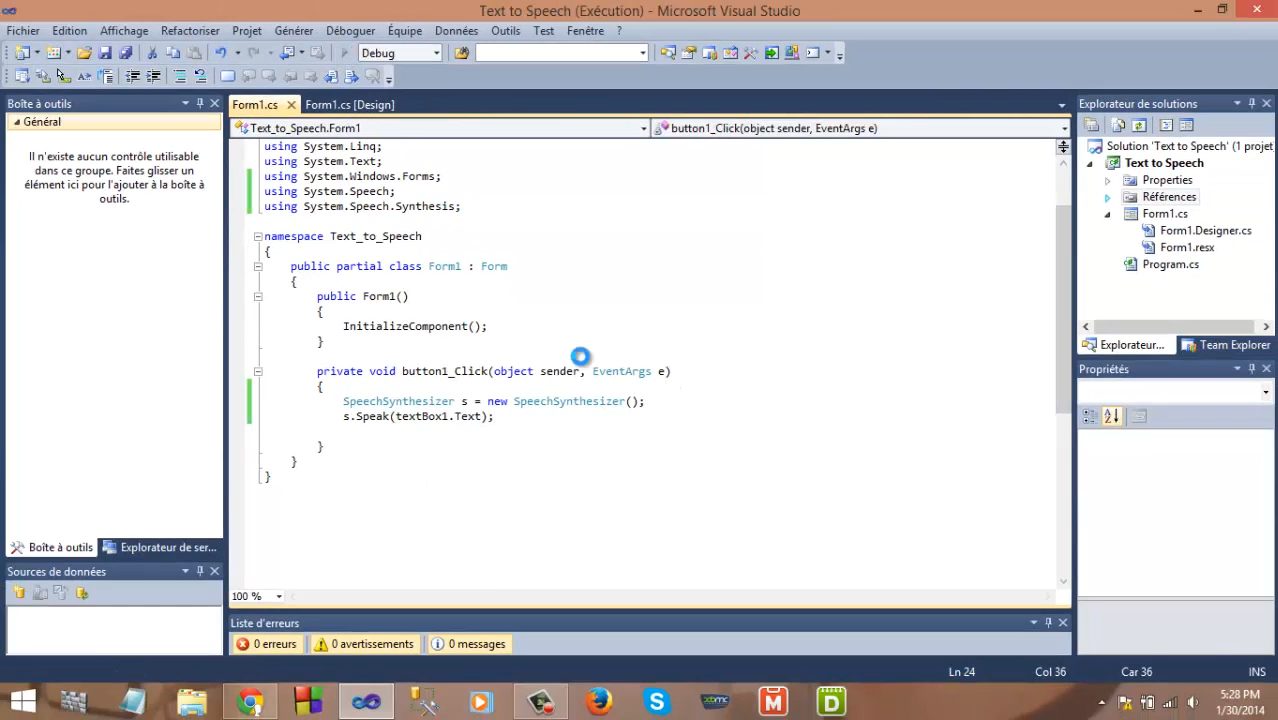 Text to Speech (Exécution) - Microsoft Visual Studio
Fichier Edition Affichage Refactoriser Projet Générer Déboguer Équipe Données Outils Test Fenêtre ?
Debug
Boîte à outils
Général
Il n'existe aucun contrôle utilisable
dans ce groupe. Faites glisser un
élément ici pour l'ajouter à la boîte à
outils.
Boîte à outils Explorateur de ser...
Sources de données
Form1.cs Form1.cs [Design]
Text_to_Speech.Form1 button1_Click(object sender, EventArgs e)
using System.Linq;
using System.Text;
using System.Windows.Forms;
using System.Speech;
using System.Speech.Synthesis;
namespace Text_to_Speech
{
public partial class Form1 : Form
{
public Form1()
{
InitializeComponent();
}
private void button1_Click(object sender, EventArgs e)
{
SpeechSynthesizer s = new SpeechSynthesizer();
s.Speak(textBox1.Text);
}
}
}
100 %
Liste d'erreurs
0 erreurs 0 avertissements 0 messages
Explorateur de solutions
Solution 'Text to Speech' (1 projet
Text to Speech
Properties
Références
Form1.cs
Form1.Designer.cs
Form1.resx
Program.cs
Explorateur... Team Explorer
Propriétés
Ln 24 Col 36 Car 36 INS
5:28 PM
1/30/2014